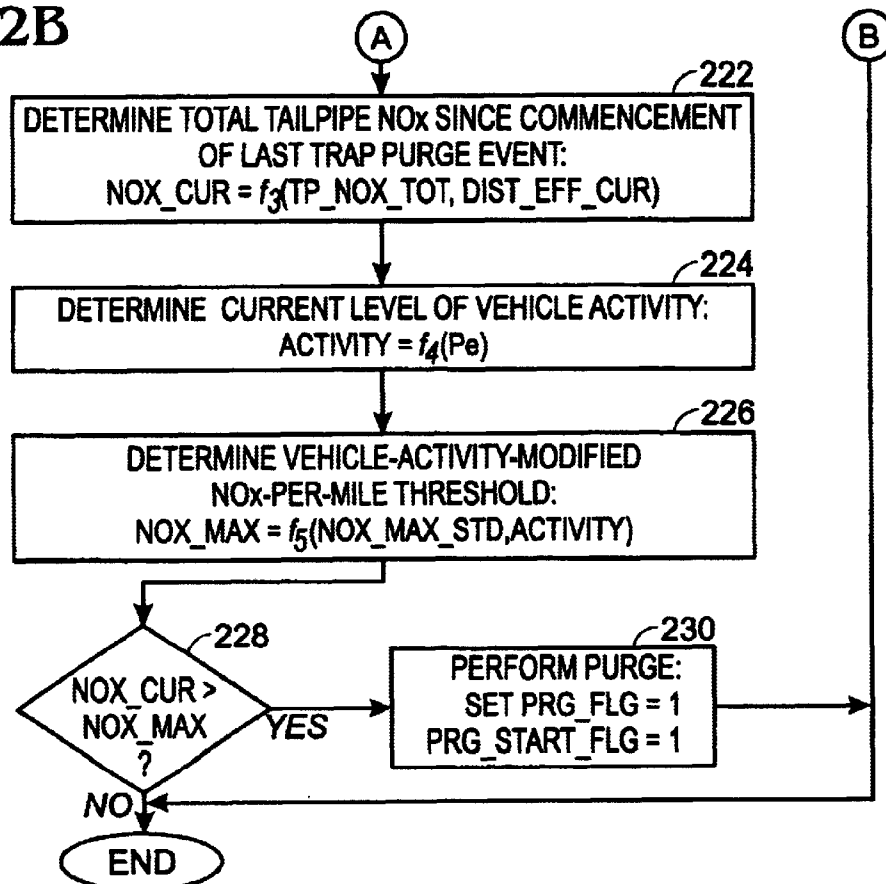 2B
A
B
222
DETERMINE TOTAL TAILPIPE NOx SINCE COMMENCEMENT
OF LAST TRAP PURGE EVENT:
NOX_CUR = f3(TP_NOX_TOT, DIST_EFF_CUR)
224
DETERMINE CURRENT LEVEL OF VEHICLE ACTIVITY:
ACTIVITY = f4(Pe)
226
DETERMINE VEHICLE-ACTIVITY-MODIFIED
NOx-PER-MILE THRESHOLD:
NOX_MAX = f5(NOX_MAX_STD,ACTIVITY)
228
NOX_CUR >
NOX_MAX
?
YES
230
PERFORM PURGE:
SET PRG_FLG = 1
PRG_START_FLG = 1
NO
END